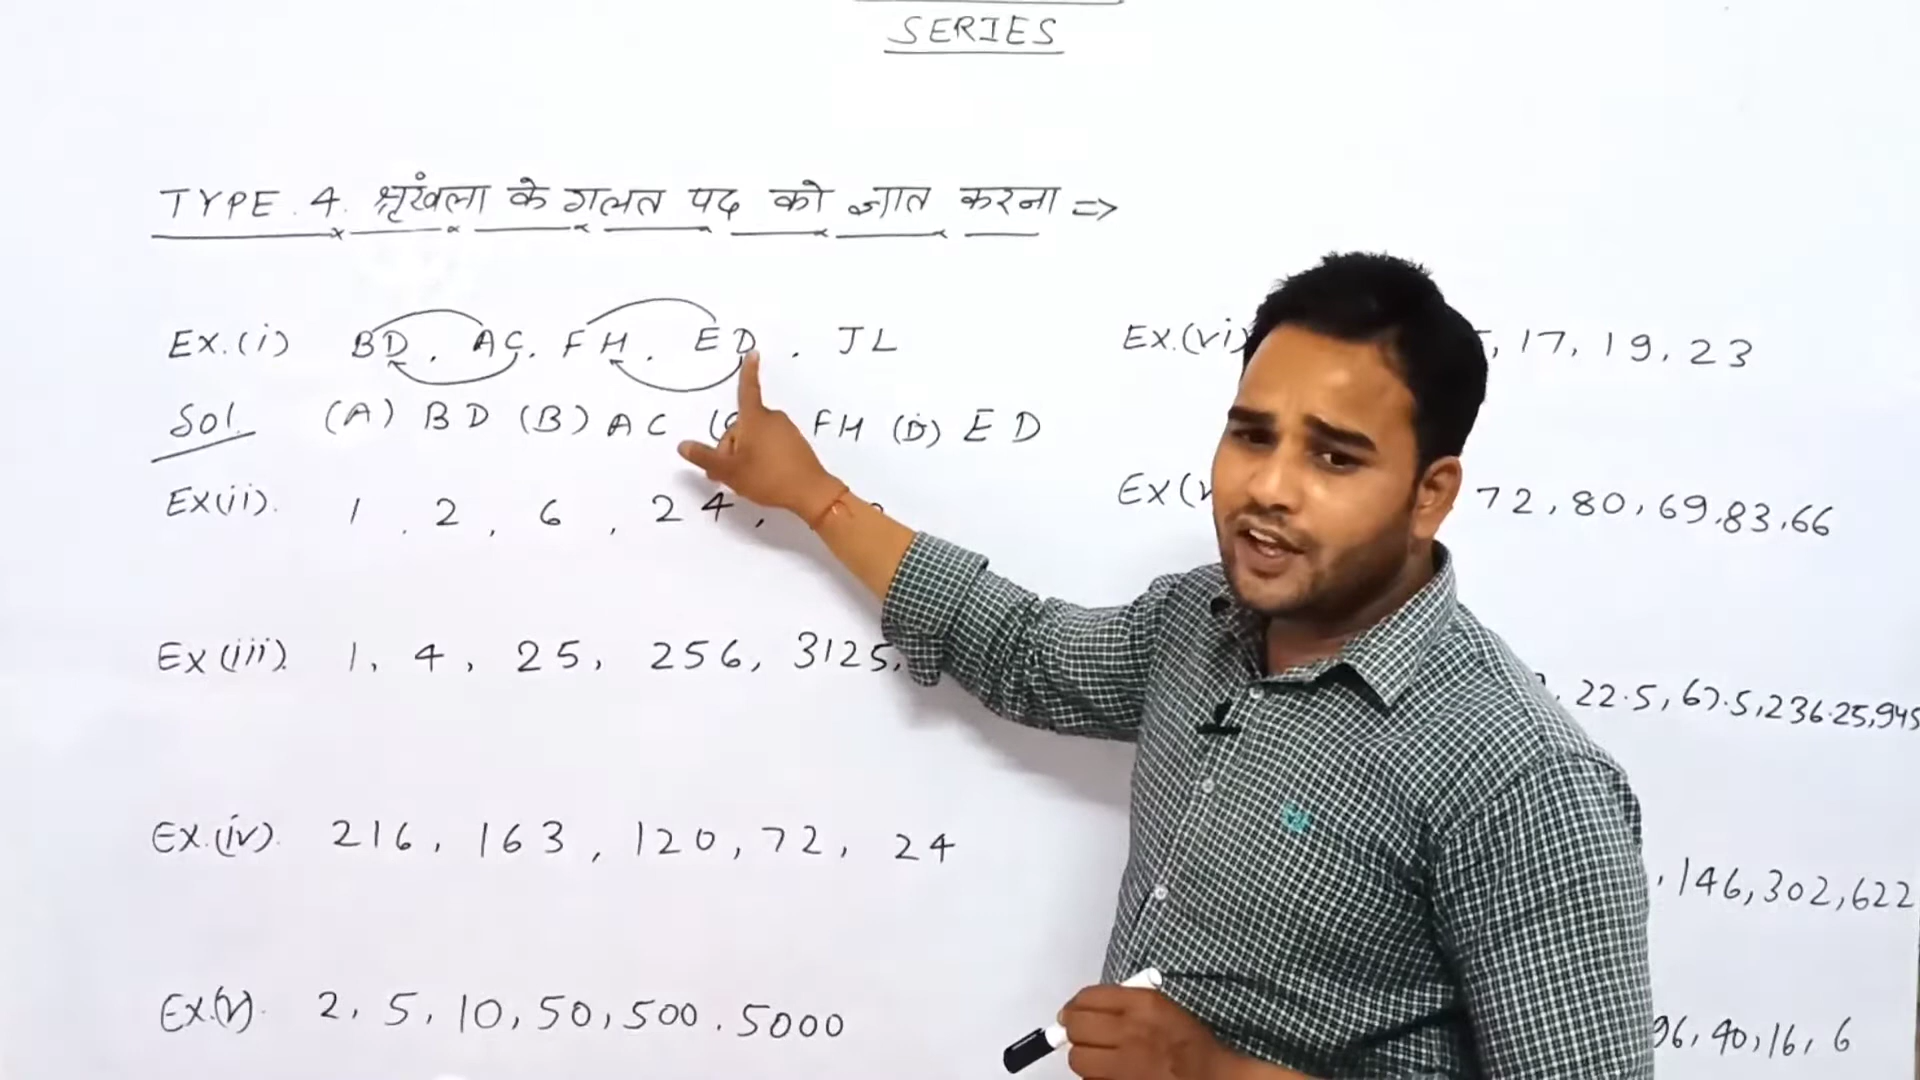 SERIES
TYPE.4. श्रृखंला के गलत पद को ज्ञात करना =>
Ex.(i) BD, AC, FH, ED, JL
Sol. (A) BD (B) AC FH (D) ED
Ex(ii). 1, 2, 6, 24,
Ex(iii). 1, 4, 25, 256, 3125,
Ex.(iv). 216, 163, 120, 72, 24
Ex.(v). 2, 5, 10, 50, 500, 5000
Ex.(vi) , 17, 19, 23
72, 80, 69, 83, 66
22.5, 67.5, 236.25, 945
, 146, 302, 622
96, 40, 16, 6